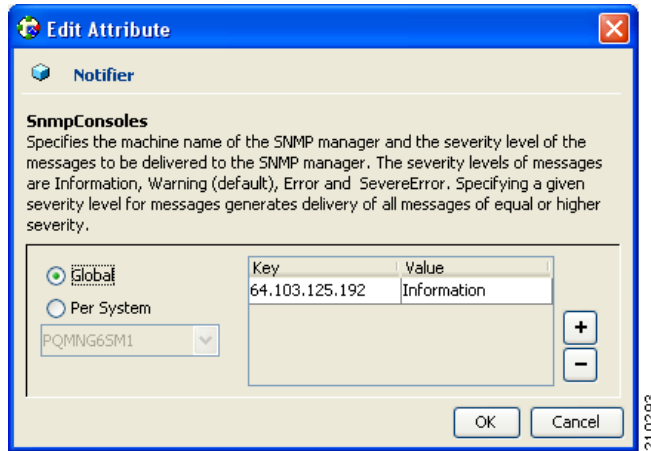 Edit Attribute
Notifier
SnmpConsoles
Specifies the machine name of the SNMP manager and the severity level of the
messages to be delivered to the SNMP manager. The severity levels of messages
are Information, Warning (default), Error and SevereError. Specifying a given
severity level for messages generates delivery of all messages of equal or higher
severity.
Global
Per System
PQMNG6SM1
Key Value
64.103.125.192 Information
+
-
OK Cancel
210293